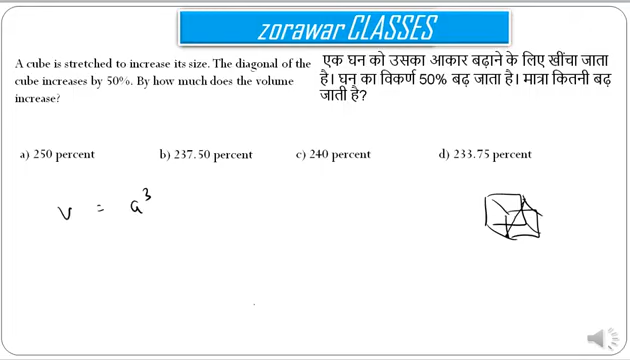 zorawar CLASSES
A cube is stretched to increase its size. The diagonal of the
cube increases by 50%. By how much does the volume
increase?
एक घन को उसका आकार बढ़ाने के लिए खींचा जाता
है। घन का विकर्ण 50% बढ़ जाता है। मात्रा कितनी बढ़
जाती है?
a) 250 percent b) 237.50 percent c) 240 percent d) 233.75 percent
v = a³